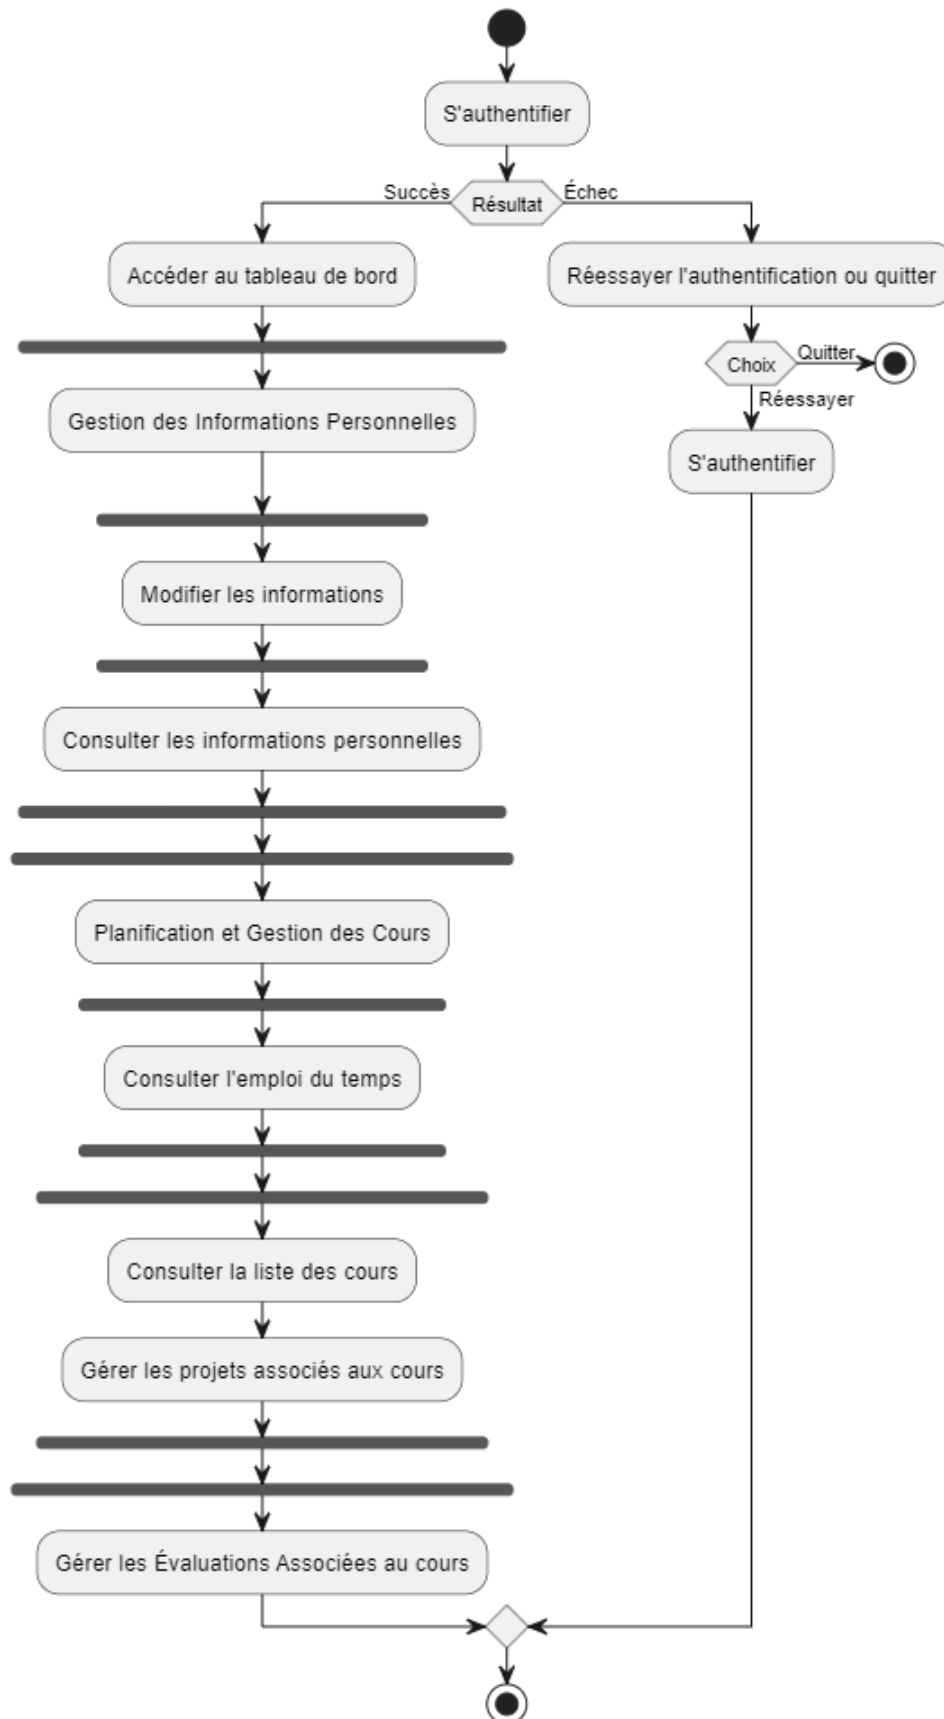 S'authentifier
Succès
Résultat
Échec
Accéder au tableau de bord
Réessayer l'authentification ou quitter
Choix
Quitter
Réessayer
Gestion des Informations Personnelles
S'authentifier
Modifier les informations
Consulter les informations personnelles
Planification et Gestion des Cours
Consulter l'emploi du temps
Consulter la liste des cours
Gérer les projets associés aux cours
Gérer les Évaluations Associées au cours